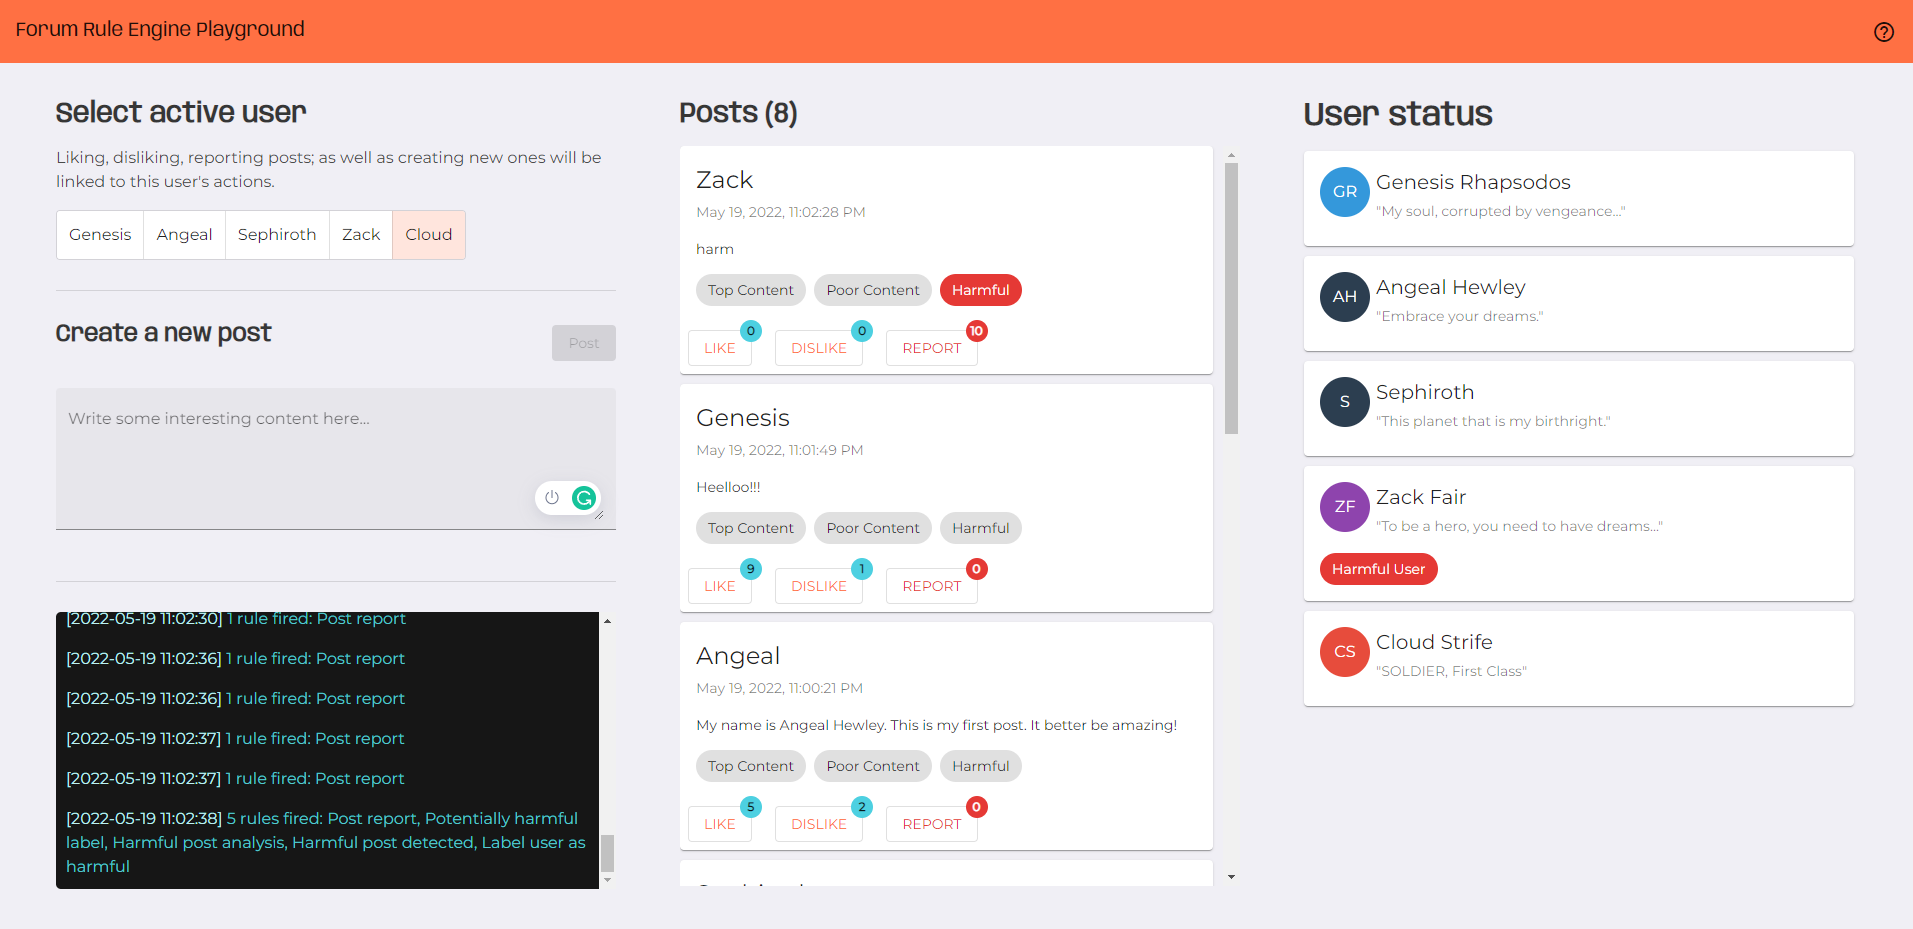 Forum Rule Engine Playground
Select active user
Liking, disliking, reporting posts; as well as creating new ones will be
linked to this user's actions.
Genesis
Angeal
Sephiroth
Zack
Cloud
Create a new post
Post
Write some interesting content here...
[2022-05-19 11:02:30] 1 rule fired: Post report
[2022-05-19 11:02:36] 1 rule fired: Post report
[2022-05-19 11:02:36] 1 rule fired: Post report
[2022-05-19 11:02:37] 1 rule fired: Post report
[2022-05-19 11:02:37] 1 rule fired: Post report
[2022-05-19 11:02:38] 5 rules fired: Post report, Potentially harmful
label, Harmful post analysis, Harmful post detected, Label user as
harmful
Posts (8)
Zack
May 19, 2022, 11:02:28 PM
harm
Top Content
Poor Content
Harmful
LIKE 0
DISLIKE 0
REPORT 10
Genesis
May 19, 2022, 11:01:49 PM
Heelloo!!!
Top Content
Poor Content
Harmful
LIKE 9
DISLIKE 1
REPORT 0
Angeal
May 19, 2022, 11:00:21 PM
My name is Angeal Hewley. This is my first post. It better be amazing!
Top Content
Poor Content
Harmful
LIKE 5
DISLIKE 2
REPORT 0
User status
GR
Genesis Rhapsodos
"My soul, corrupted by vengeance..."
AH
Angeal Hewley
"Embrace your dreams."
S
Sephiroth
"This planet that is my birthright."
ZF
Zack Fair
"To be a hero, you need to have dreams..."
Harmful User
CS
Cloud Strife
"SOLDIER, First Class"